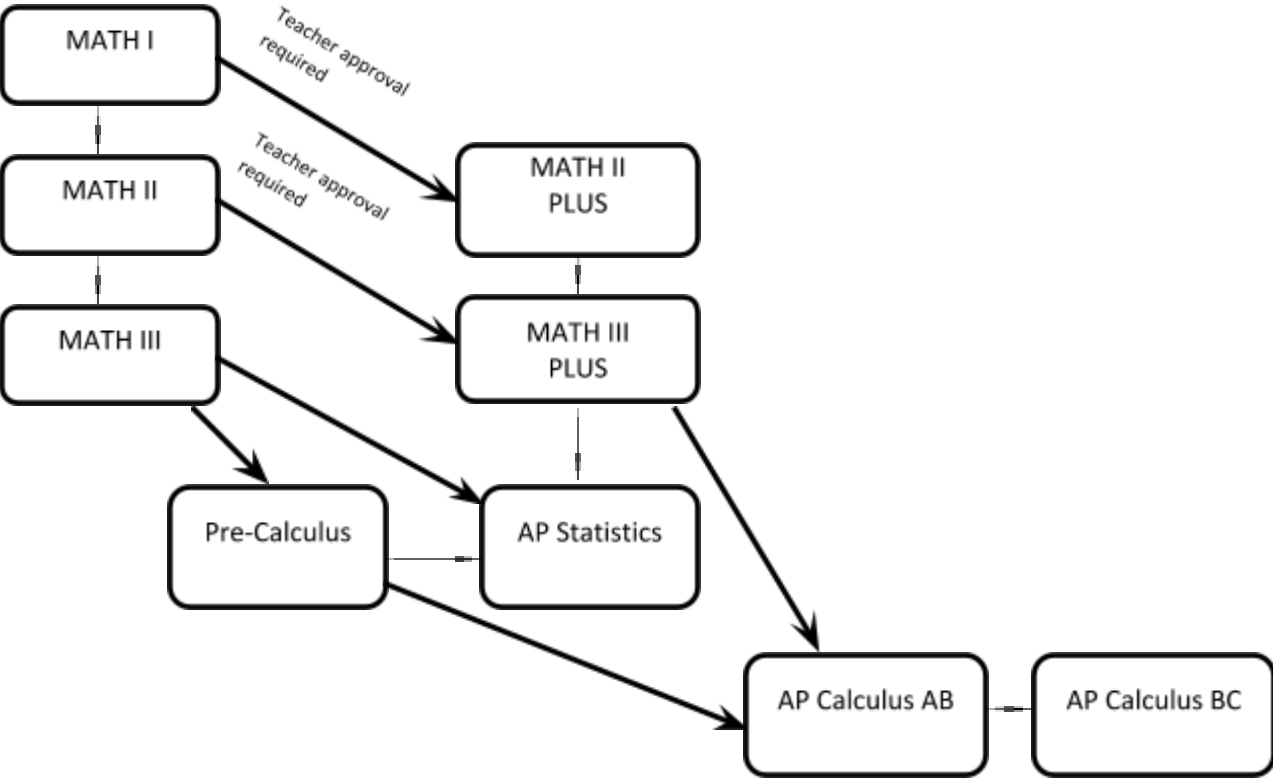 MATH I
Teacher approval
required
MATH II
Teacher approval
required
MATH II
PLUS
MATH III
MATH III
PLUS
Pre-Calculus
AP Statistics
AP Calculus AB
AP Calculus BC